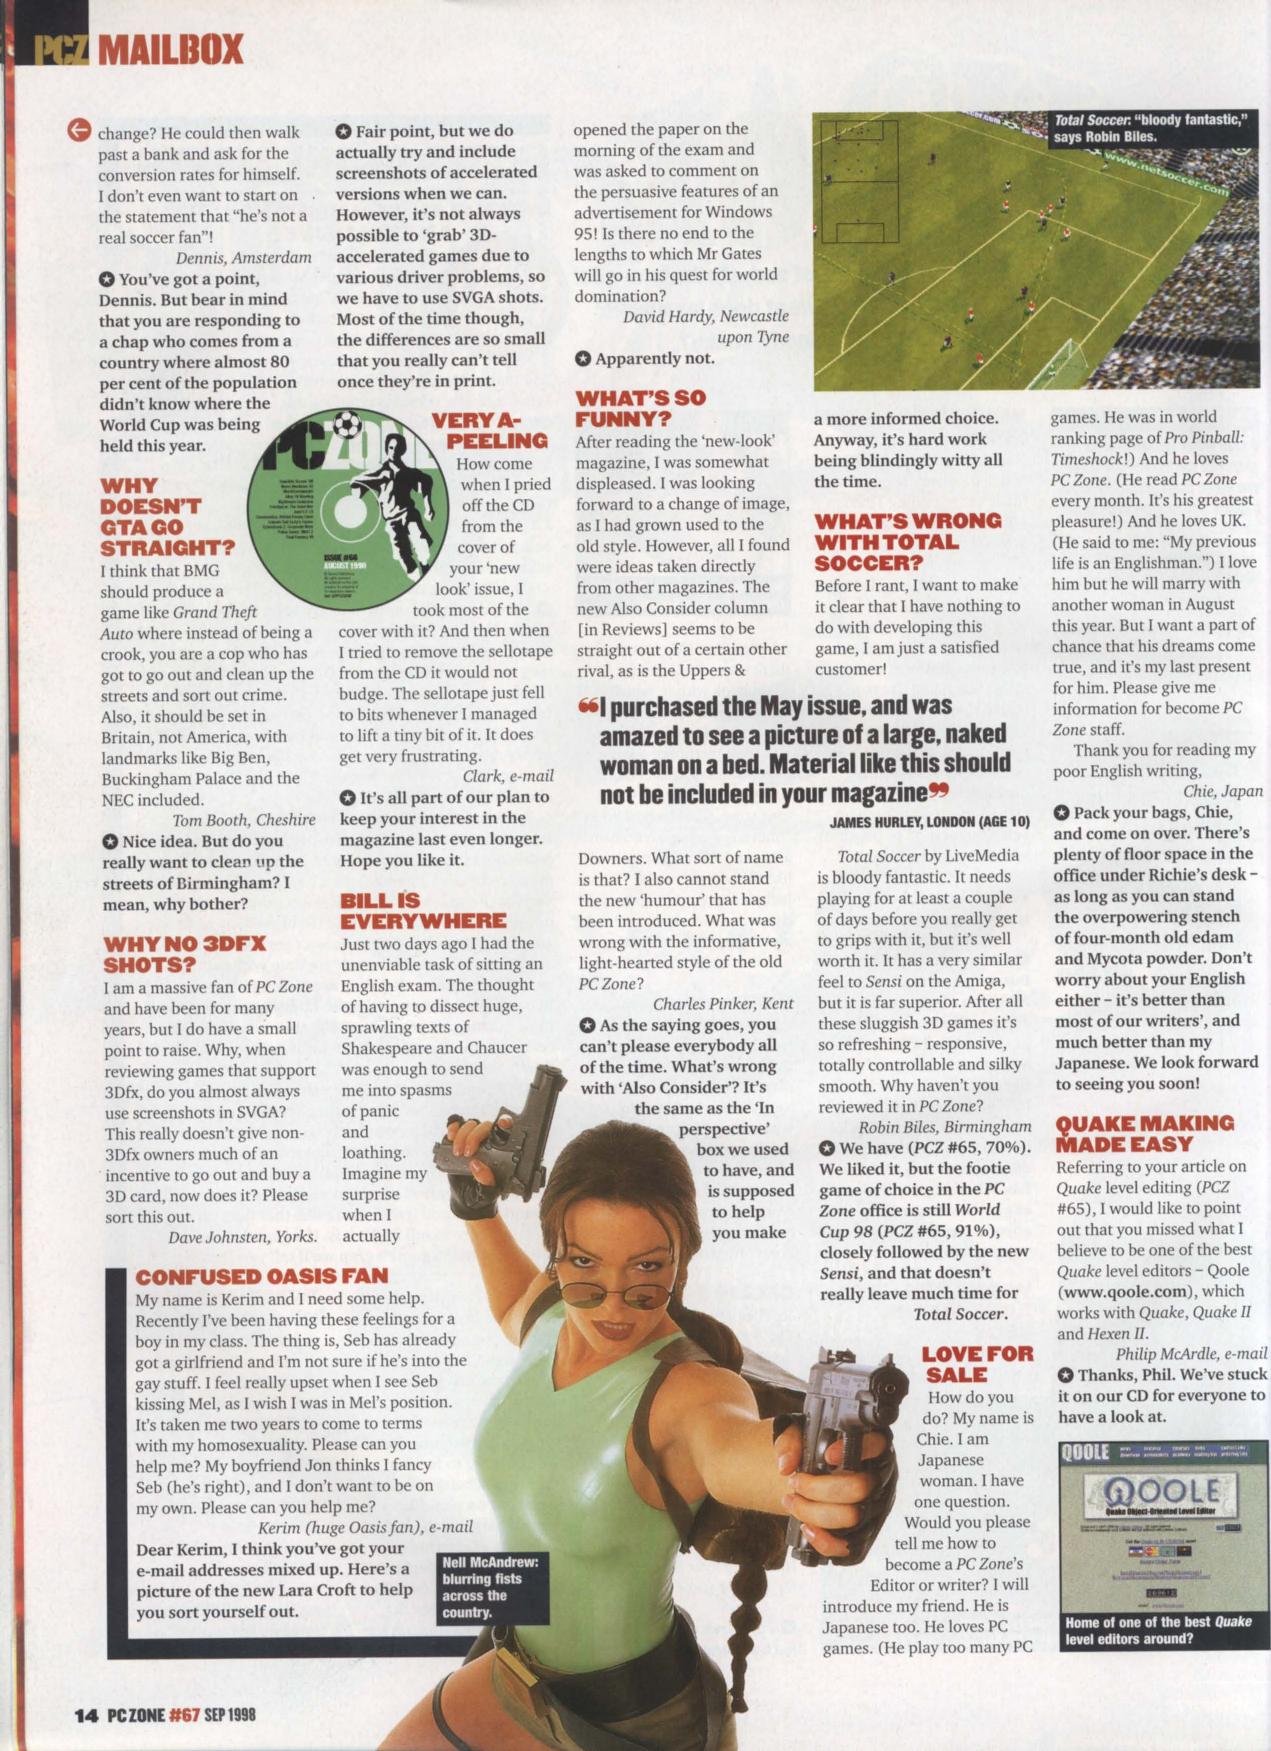 PCZ MAILBOX
change? He could then walk
past a bank and ask for the
conversion rates for himself.
I don't even want to start on
the statement that "he's not a
real soccer fan"!
Dennis, Amsterdam
You've got a point,
Dennis. But bear in mind
that you are responding to
a chap who comes from a
country where almost 80
per cent of the population
didn't know where the
World Cup was being
held this year.
WHY
DOESN'T
GTA GO
STRAIGHT?
I think that BMG
should produce a
game like Grand Theft
Auto where instead of being a
crook, you are a cop who has
got to go out and clean up the
streets and sort out crime.
Also, it should be set in
Britain, not America, with
landmarks like Big Ben,
Buckingham Palace and the
NEC included.
Tom Booth, Cheshire
Nice idea. But do you
really want to clean up the
streets of Birmingham? I
mean, why bother?
WHY NO 3DFX
SHOTS?
I am a massive fan of PC Zone
and have been for many
years, but I do have a small
point to raise. Why, when
reviewing games that support
3Dfx, do you almost always
use screenshots in SVGA?
This really doesn't give non-
3Dfx owners much of an
incentive to go out and buy a
3D card, now does it? Please
sort this out.
Dave Johnsten, Yorks.
Fair point, but we do
actually try and include
screenshots of accelerated
versions when we can.
However, it's not always
possible to 'grab' 3D-
accelerated games due to
various driver problems, so
we have to use SVGA shots.
Most of the time though,
the differences are so small
that you really can't tell
once they're in print.
PCZONE
ISSUE #66
AUGUST 1998
VERY A-
PEELING
How come
when I pried
off the CD
from the
cover of
your 'new
look' issue, I
took most of the
cover with it? And then when
I tried to remove the sellotape
from the CD it would not
budge. The sellotape just fell
to bits whenever I managed
to lift a tiny bit of it. It does
get very frustrating.
Clark, e-mail
It's all part of our plan to
keep your interest in the
magazine last even longer.
Hope you like it.
BILL IS
EVERYWHERE
Just two days ago I had the
unenviable task of sitting an
English exam. The thought
of having to dissect huge,
sprawling texts of
Shakespeare and Chaucer
was enough to send
me into spasms
of panic
and
loathing.
Imagine my
surprise
when I
actually
opened the paper on the
morning of the exam and
was asked to comment on
the persuasive features of an
advertisement for Windows
95! Is there no end to the
lengths to which Mr Gates
will go in his quest for world
domination?
David Hardy, Newcastle
upon Tyne
Apparently not.
WHAT'S SO
FUNNY?
After reading the 'new-look'
magazine, I was somewhat
displeased. I was looking
forward to a change of image,
as I had grown used to the
old style. However, all I found
were ideas taken directly
from other magazines. The
new Also Consider column
[in Reviews] seems to be
straight out of a certain other
rival, as is the Uppers &
Downers. What sort of name
is that? I also cannot stand
the new 'humour' that has
been introduced. What was
wrong with the informative,
light-hearted style of the old
PC Zone?
Charles Pinker, Kent
As the saying goes, you
can't please everybody all
of the time. What's wrong
with 'Also Consider'? It's
the same as the 'In
perspective'
box we used
to have, and
is supposed
to help
you make
a more informed choice.
Anyway, it's hard work
being blindingly witty all
the time.
"I purchased the May issue, and was
amazed to see a picture of a large, naked
woman on a bed. Material like this should
not be included in your magazine"
JAMES HURLEY, LONDON (AGE 10)
Total Soccer: "bloody fantastic,"
says Robin Biles.
www.netsoccer.com
WHAT'S WRONG
WITH TOTAL
SOCCER?
Before I rant, I want to make
it clear that I have nothing to
do with developing this
game, I am just a satisfied
customer!
Total Soccer by LiveMedia
is bloody fantastic. It needs
playing for at least a couple
of days before you really get
to grips with it, but it's well
worth it. It has a very similar
feel to Sensi on the Amiga,
but it is far superior. After all
these sluggish 3D games it's
so refreshing – responsive,
totally controllable and silky
smooth. Why haven't you
reviewed it in PC Zone?
Robin Biles, Birmingham
We have (PCZ #65, 70%).
We liked it, but the footie
game of choice in the PC
Zone office is still World
Cup 98 (PCZ #65, 91%),
closely followed by the new
Sensi, and that doesn't
really leave much time for
Total Soccer.
LOVE FOR
SALE
How do you
do? My name is
Chie. I am
Japanese
woman. I have
one question.
Would you please
tell me how to
become a PC Zone's
Editor or writer? I will
introduce my friend. He is
Japanese too. He loves PC
games. (He play too many PC
games. He was in world
ranking page of Pro Pinball:
Timeshock!) And he loves
PC Zone. (He read PC Zone
every month. It's his greatest
pleasure!) And he loves UK.
(He said to me: "My previous
life is an Englishman.") I love
him but he will marry with
another woman in August
this year. But I want a part of
chance that his dreams come
true, and it's my last present
for him. Please give me
information for become PC
Zone staff.
Thank you for reading my
poor English writing,
Chie, Japan
Pack your bags, Chie,
and come on over. There's
plenty of floor space in the
office under Richie's desk –
as long as you can stand
the overpowering stench
of four-month old edam
and Mycota powder. Don't
worry about your English
either – it's better than
most of our writers', and
much better than my
Japanese. We look forward
to seeing you soon!
QUAKE MAKING
MADE EASY
Referring to your article on
Quake level editing (PCZ
#65), I would like to point
out that you missed what I
believe to be one of the best
Quake level editors – Qoole
(www.qoole.com), which
works with Quake, Quake II
and Hexen II.
Philip McArdle, e-mail
Thanks, Phil. We've stuck
it on our CD for everyone to
have a look at.
QOOLE
QOOLE
Quake Object-Oriented Level Editor
Home of one of the best Quake
level editors around?
CONFUSED OASIS FAN
My name is Kerim and I need some help.
Recently I've been having these feelings for a
boy in my class. The thing is, Seb has already
got a girlfriend and I'm not sure if he's into the
gay stuff. I feel really upset when I see Seb
kissing Mel, as I wish I was in Mel's position.
It's taken me two years to come to terms
with my homosexuality. Please can you
help me? My boyfriend Jon thinks I fancy
Seb (he's right), and I don't want to be on
my own. Please can you help me?
Kerim (huge Oasis fan), e-mail
Dear Kerim, I think you've got your
e-mail addresses mixed up. Here's a
picture of the new Lara Croft to help
you sort yourself out.
Nell McAndrew:
blurring fists
across the
country.
14 PC ZONE #67 SEP 1998